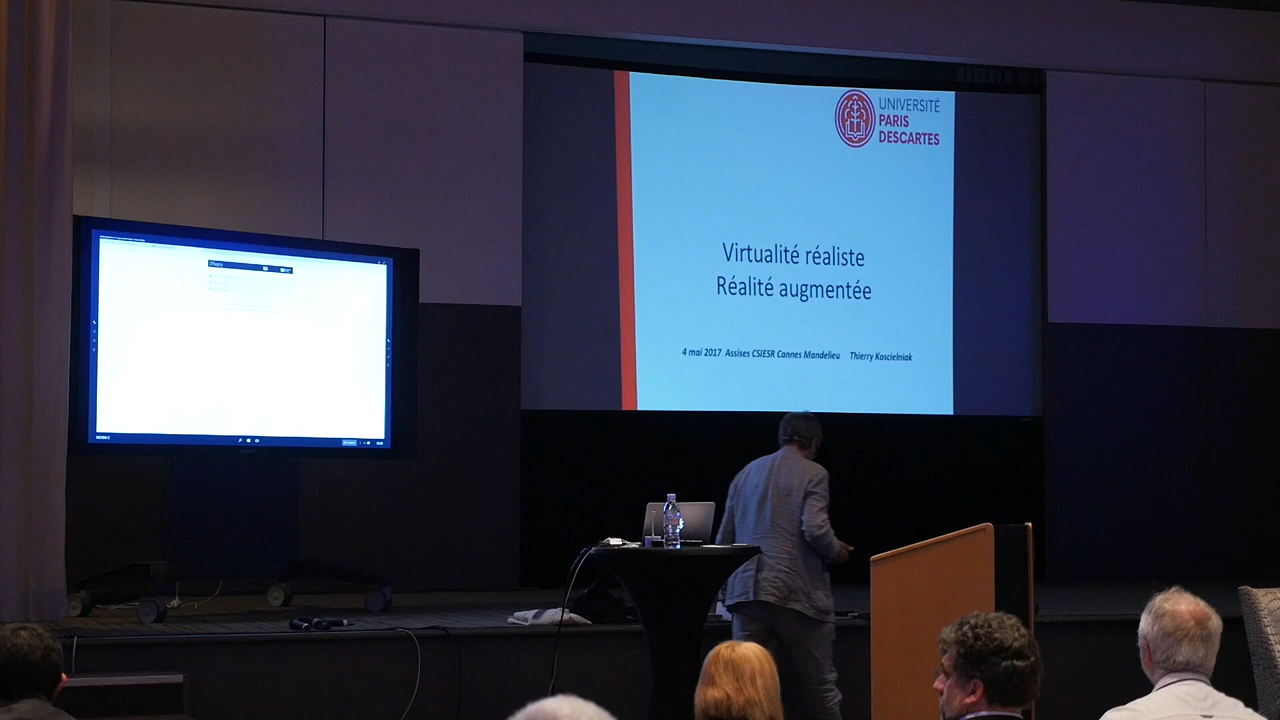 UNIVERSITÉ
PARIS
DESCARTES
Virtualité réaliste
Réalité augmentée
4 mai 2017 Assises CSIESR Cannes Mandelieu Thierry Koscielniak